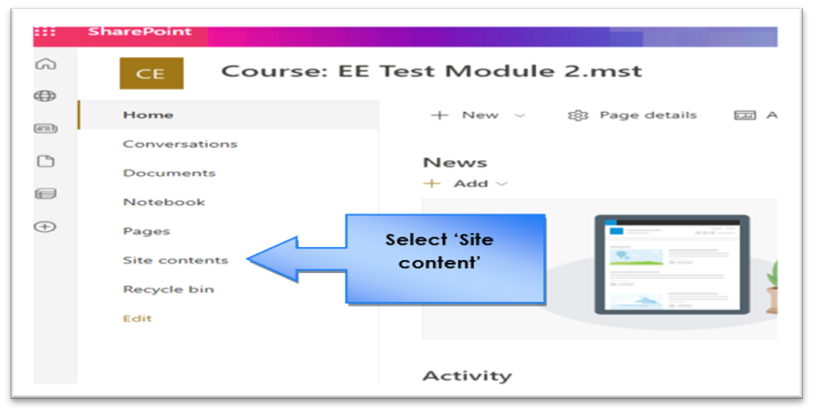 SharePoint
CE
Course: EE Test Module 2.mst
Home
Conversations
Documents
Notebook
Pages
Site contents
Recycle bin
Edit
+ New
Page details
A
News
+ Add
Select ‘Site
content’
Activity